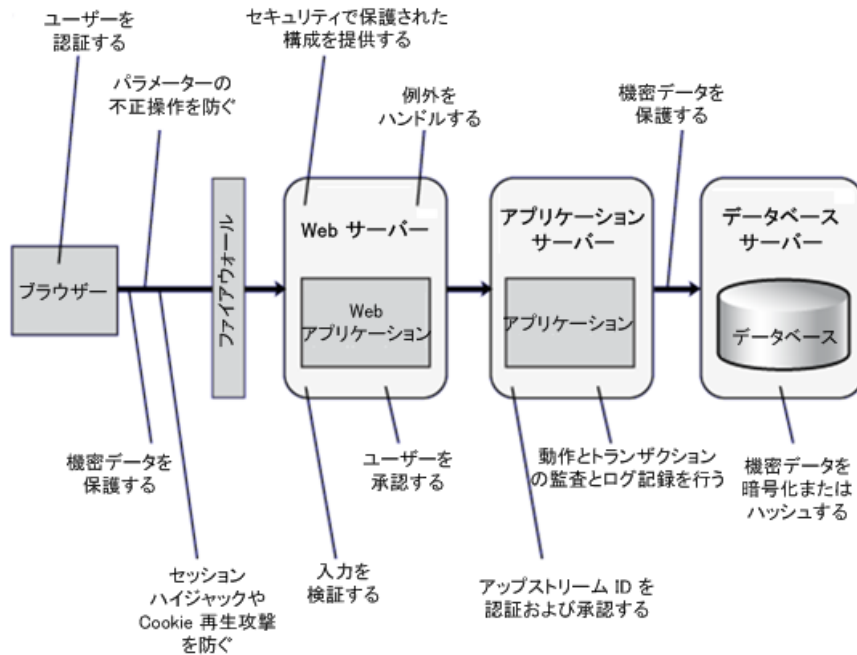 ユーザーを
認証する
セキュリティで保護された
構成を提供する
パラメーターの
不正操作を防ぐ
例外を
ハンドルする
機密データを
保護する
ブラウザー
ファイアウォール
Web サーバー
Web
アプリケーション
アプリケーション
サーバー
アプリケーション
データベース
サーバー
データベース
機密データを
保護する
セッション
ハイジャックや
Cookie 再生攻撃
を防ぐ
入力を
検証する
ユーザーを
承認する
動作とトランザクション
の監査とログ記録を行う
アップストリーム ID を
認証および承認する
機密データを
暗号化または
ハッシュする